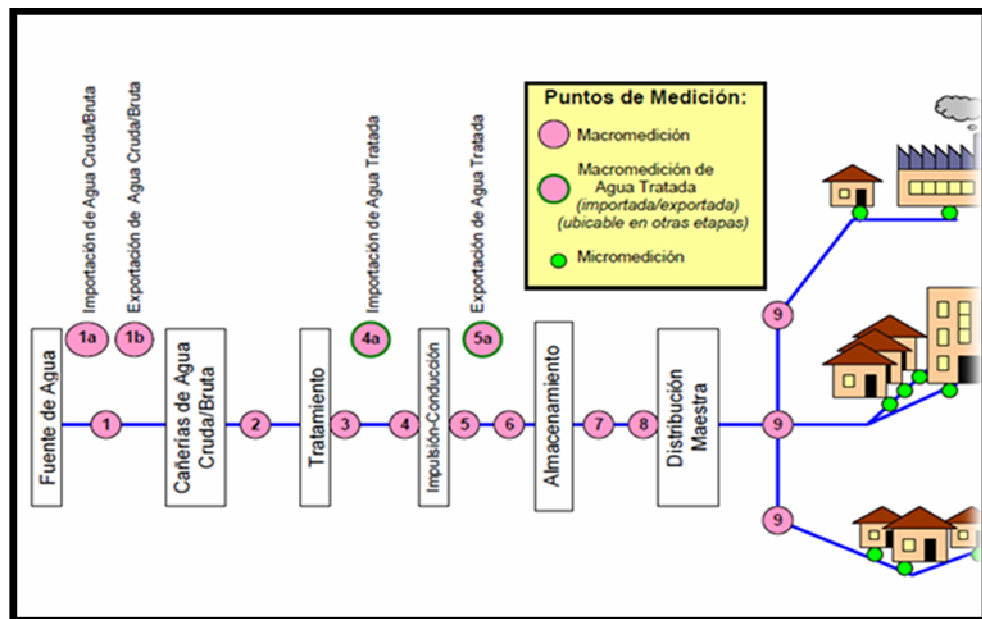 Importación de Agua Cruda/Bruta
Exportación de Agua Cruda/Bruta
Importación de Agua Tratada
Exportación de Agua Tratada
Puntos de Medición:
Macromedición
Macromedición de
Agua Tratada
(importada/exportada)
(ubicable en otras etapas)
Micromedición
1a
1b
4a
5a
9
Fuente de Agua
1
Cañerías de Agua
Cruda/Bruta
2
Tratamiento
3
4
Impulsión-Conducción
5
6
Almacenamiento
7
8
Distribución
Maestra
9
9